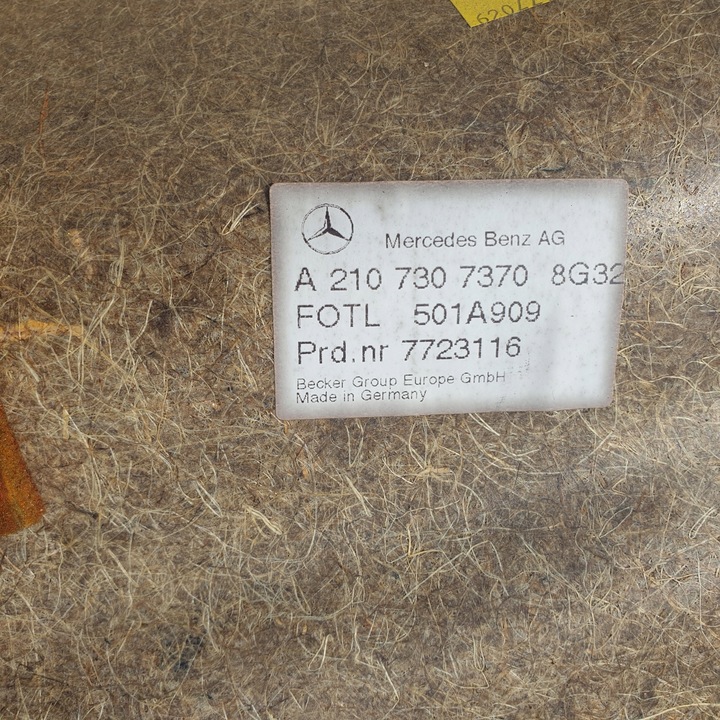 Mercedes Benz AG
A 210 730 7370 8G32
FOTL 501A909
Prd.nr 7723116
Becker Group Europe GmbH
Made in Germany